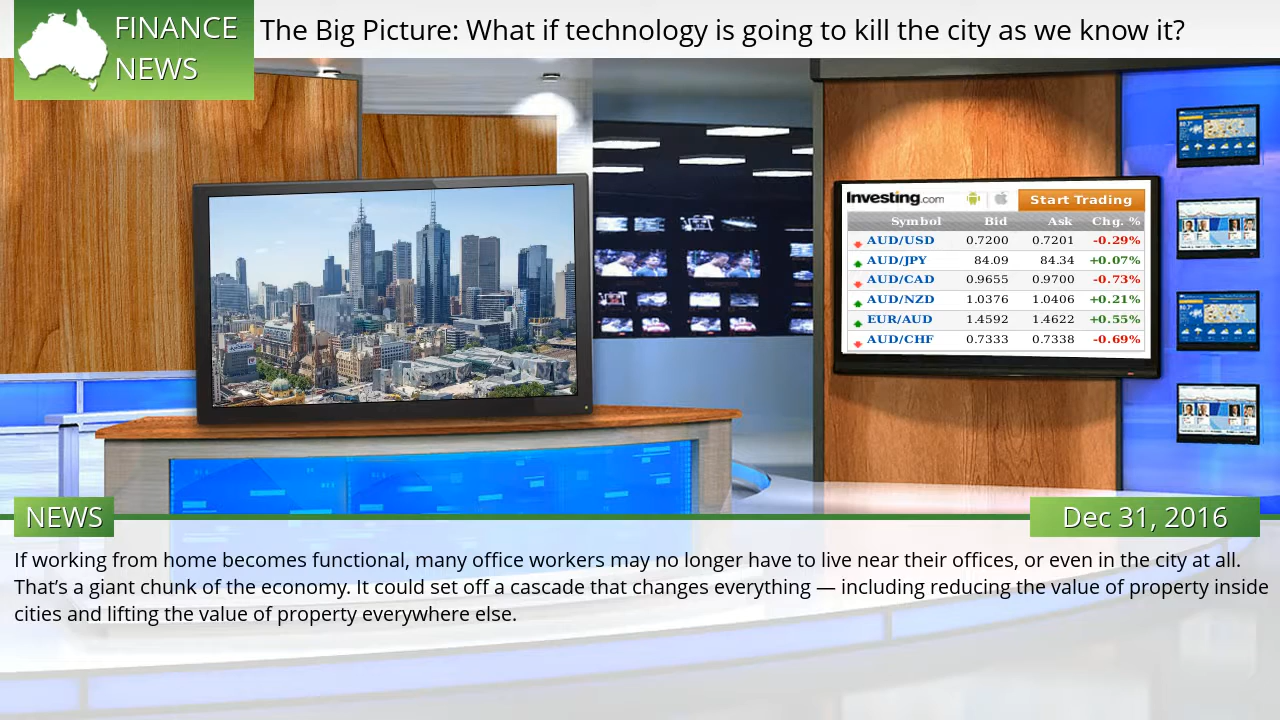 FINANCE
NEWS
The Big Picture: What if technology is going to kill the city as we know it?
Investing.com
Start Trading
Symbol Bid Ask Chg. %
AUD/USD 0.7200 0.7201 -0.29%
AUD/JPY 84.09 84.34 +0.07%
AUD/CAD 0.9655 0.9700 -0.73%
AUD/NZD 1.0376 1.0406 +0.21%
EUR/AUD 1.4592 1.4622 +0.55%
AUD/CHF 0.7333 0.7338 -0.69%
NEWS
Dec 31, 2016
If working from home becomes functional, many office workers may no longer have to live near their offices, or even in the city at all.
That’s a giant chunk of the economy. It could set off a cascade that changes everything — including reducing the value of property inside
cities and lifting the value of property everywhere else.